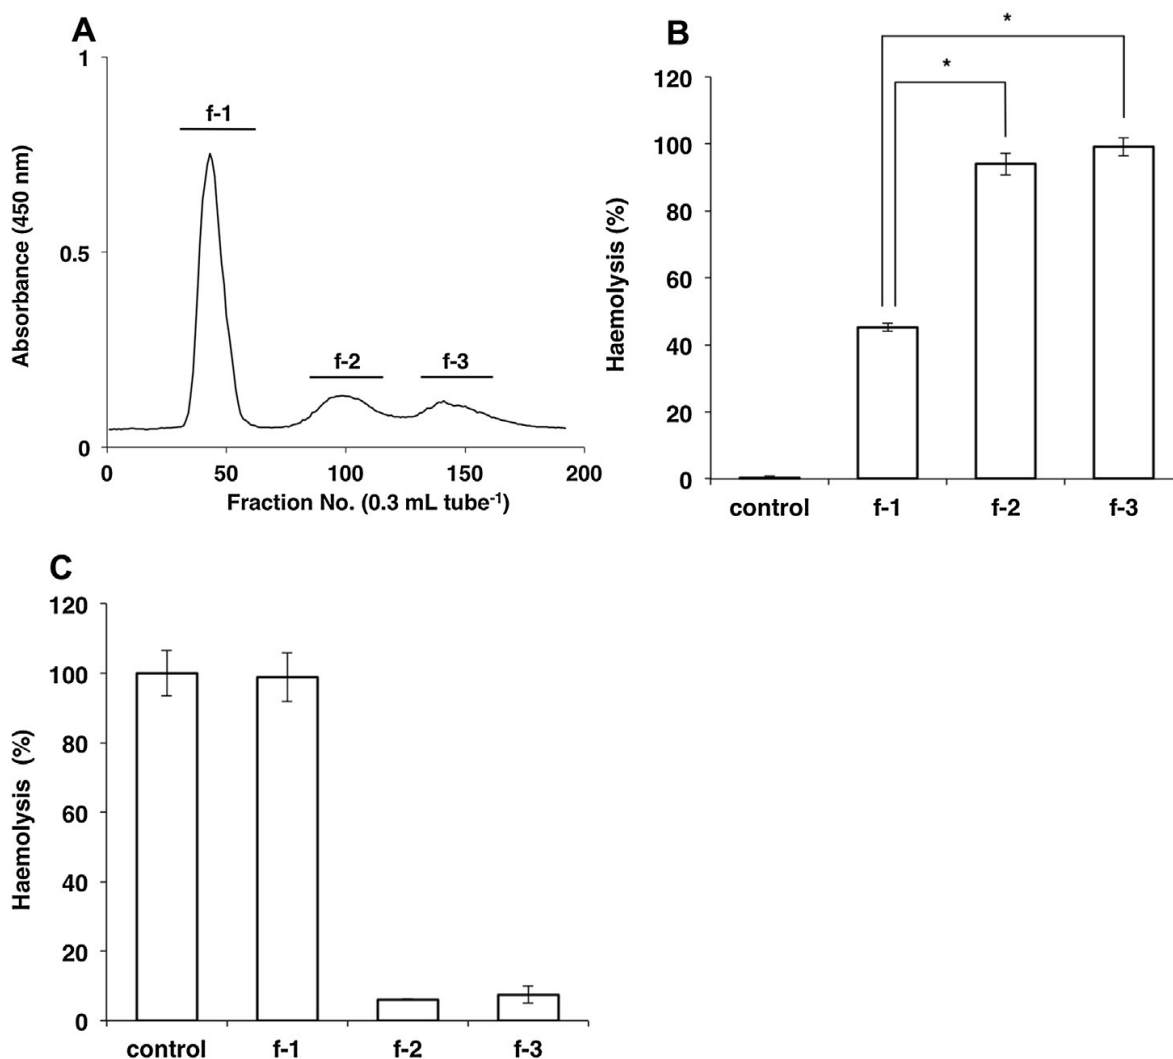 A
1
f-1
Absorbance (450 nm)
0.5
f-2
f-3
0
0
50
100
150
200
Fraction No. (0.3 mL tube⁻¹)
B
*
*
120
100
80
60
40
20
0
Haemolysis (%)
control
f-1
f-2
f-3
C
120
100
80
60
40
20
0
Haemolysis (%)
control
f-1
f-2
f-3